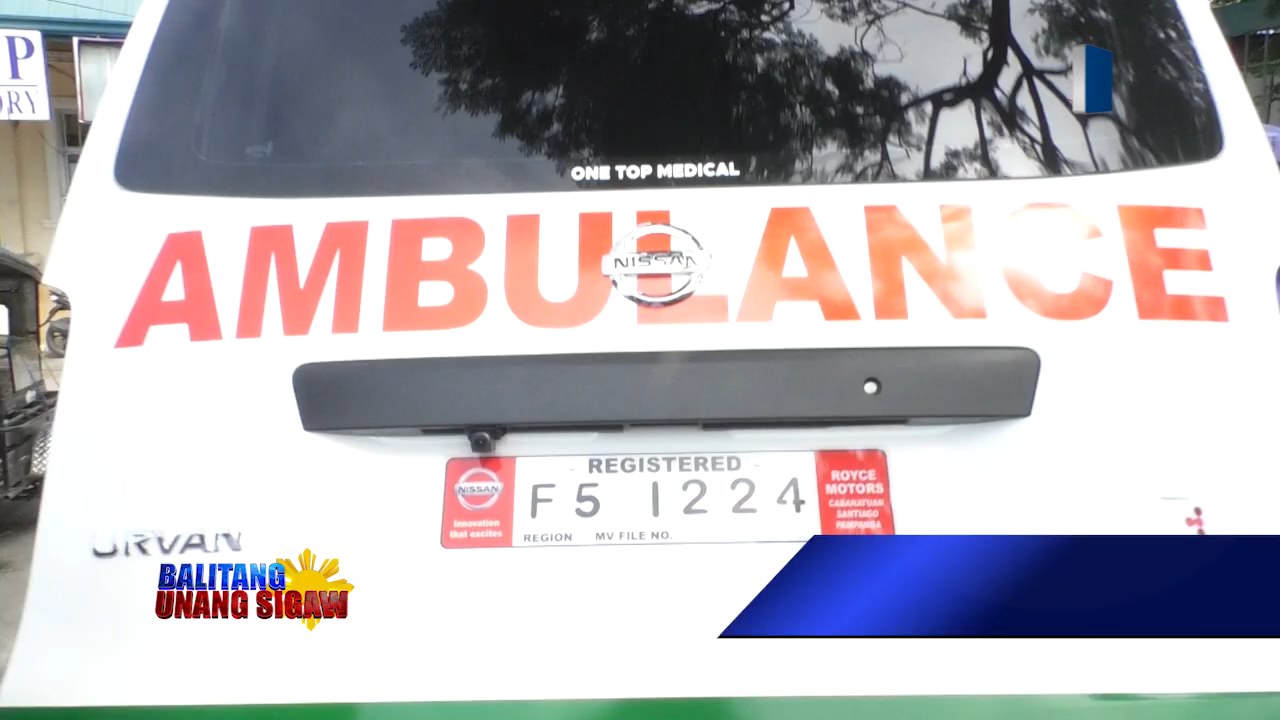 P
ORY
ONE TOP MEDICAL
AMBULANCE
NISSAN
REGISTERED
NISSAN
Innovation
that excites
F5 1224
REGION MV FILE NO.
ROYCE
MOTORS
CABANATUAN
SANTIAGO
PAMPANGA
URVAN
BALITANG
UNANG SIGAW